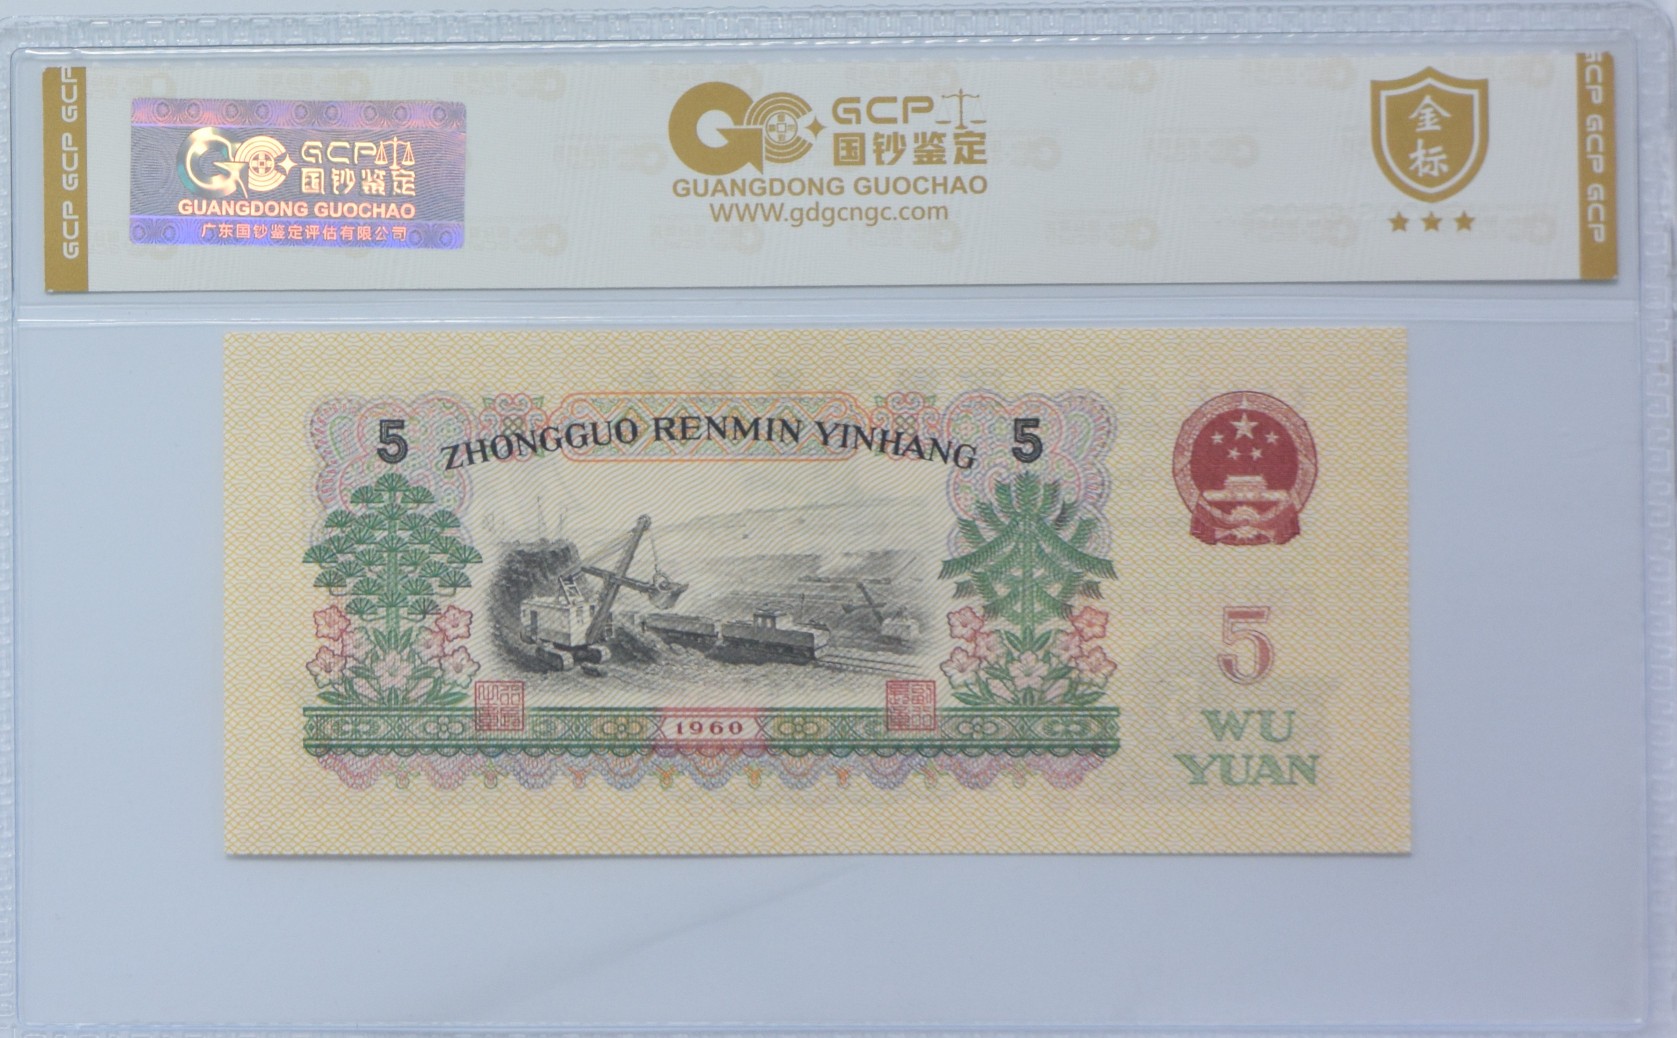 GCP GCP GCP
GCP
国钞鉴定
GUANGDONG GUOCHAO
广东国钞鉴定评估有限公司
GCP
国钞鉴定
GUANGDONG GUOCHAO
WWW.gdgcngc.com
金
标
GCP GCP GCP
5 ZHONGGUO RENMIN YINHANG 5
5
WU
YUAN
1960